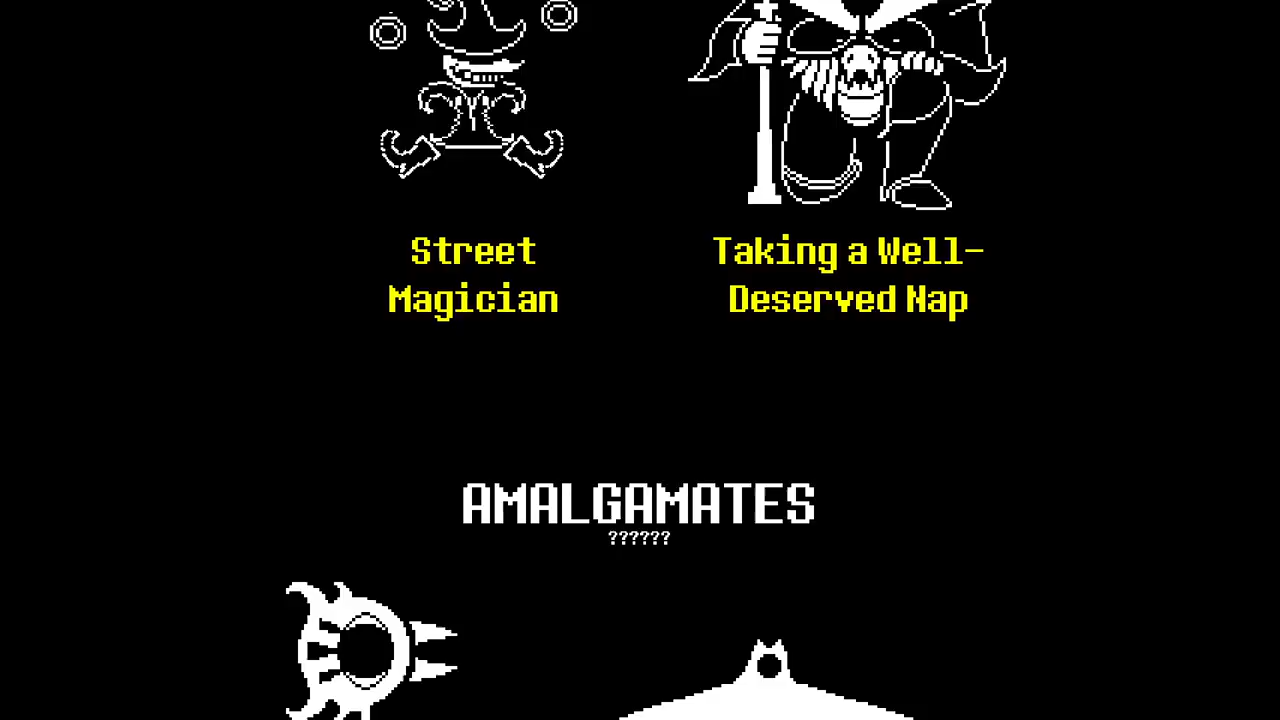 Street
Magician
Taking a Well-
Deserved Nap
AMALGAMATES
??????